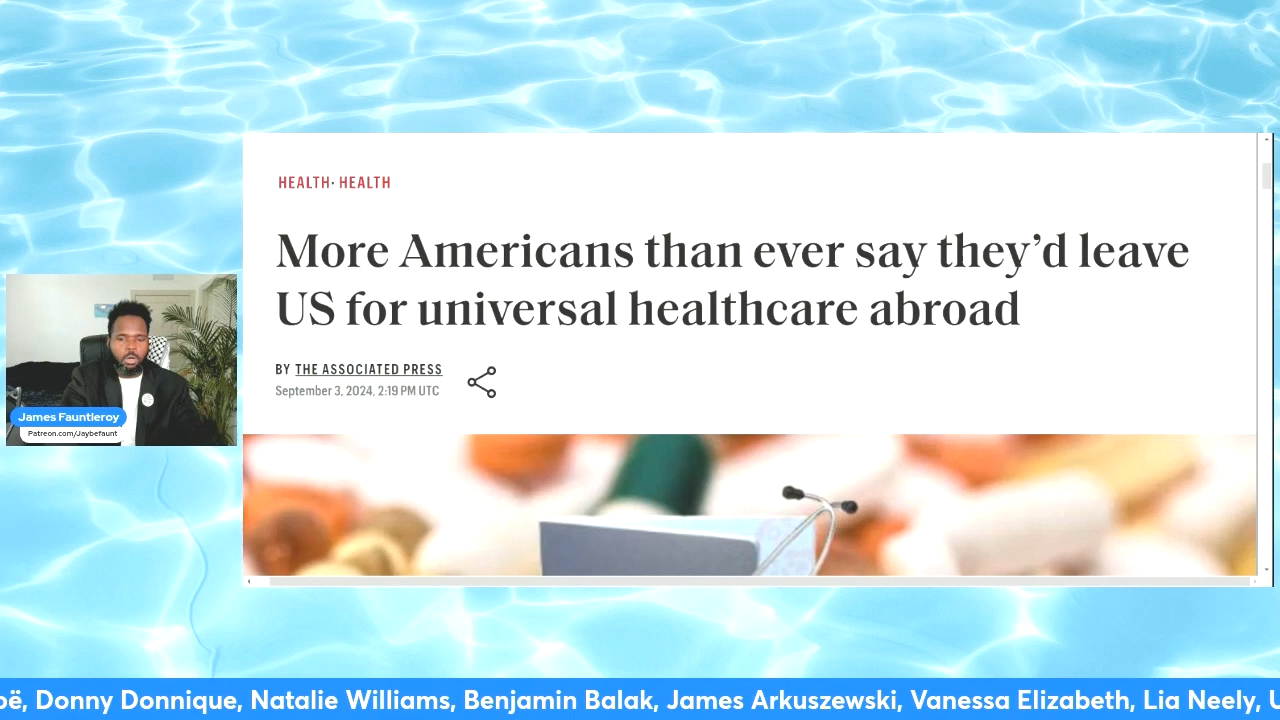 HEALTH· HEALTH
More Americans than ever say they’d leave
US for universal healthcare abroad
BY THE ASSOCIATED PRESS
September 3, 2024, 2:19 PM UTC
James Fauntleroy
Patreon.com/Jaybefaunt
oë, Donny Donnique, Natalie Williams, Benjamin Balak, James Arkuszewski, Vanessa Elizabeth, Lia Neely, U